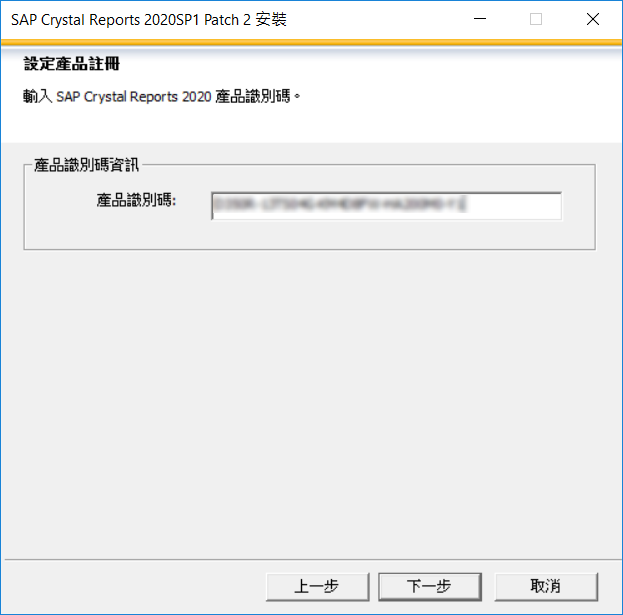 SAP Crystal Reports 2020SP1 Patch 2 安裝
設定產品註冊
輸入 SAP Crystal Reports 2020 產品識別碼。
產品識別碼資訊
產品識別碼:
上一步 下一步 取消